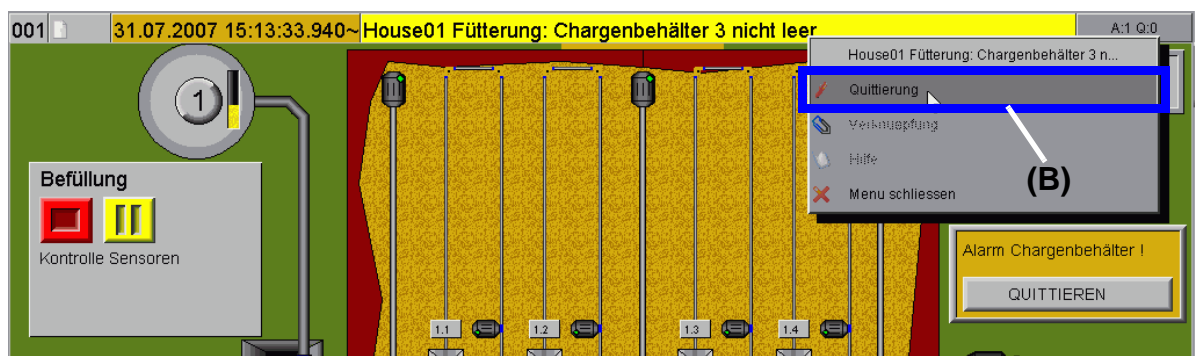 001 31.07.2007 15:13:33.940~ House01 Fütterung: Chargenbehälter 3 nicht leer A:1 Q:0
House01 Fütterung: Chargenbehälter 3 n...
Quittierung
Verknüpfung
Hilfe
Menu schliessen
(B)
1
Befüllung
Kontrolle Sensoren
Alarm Chargenbehälter !
QUITTIEREN
1.1 1.2 1.3 1.4